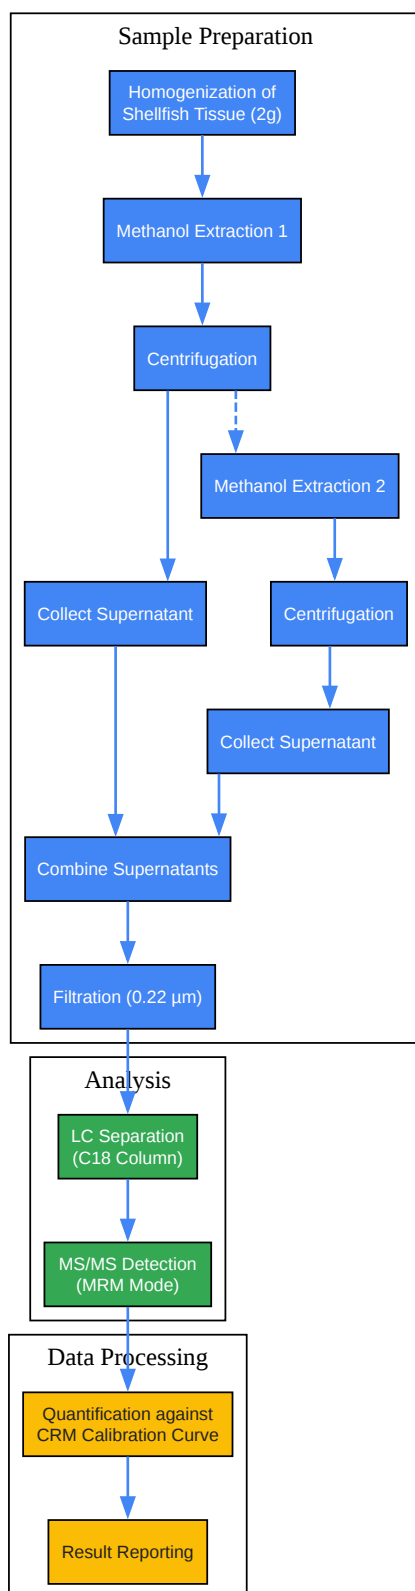 Sample Preparation
Homogenization of
Shellfish Tissue (2g)
Methanol Extraction 1
Centrifugation
Methanol Extraction 2
Collect Supernatant
Centrifugation
Collect Supernatant
Combine Supernatants
Filtration (0.22 µm)
Analysis
LC Separation
(C18 Column)
MS/MS Detection
(MRM Mode)
Data Processing
Quantification against
CRM Calibration Curve
Result Reporting